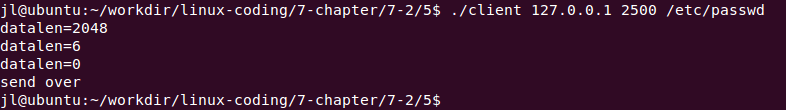 jl@ubuntu:~/workdir/linux-coding/7-chapter/7-2/5$ ./client 127.0.0.1 2500 /etc/passwd
datalen=2048
datalen=6
datalen=0
send over
jl@ubuntu:~/workdir/linux-coding/7-chapter/7-2/5$